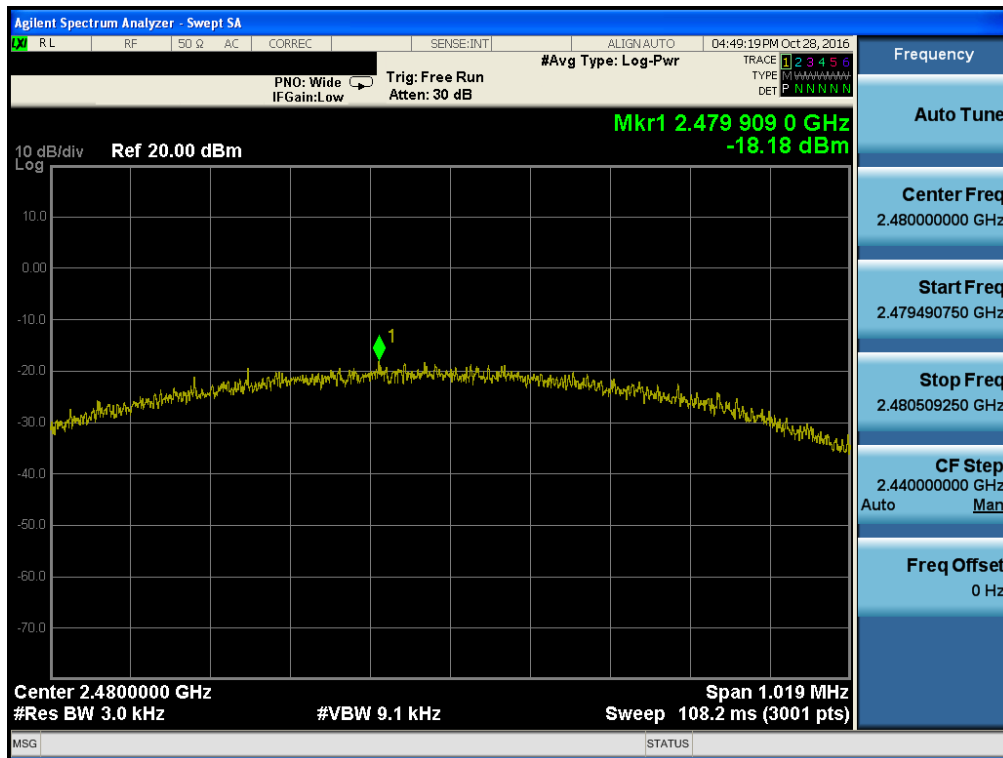 Agilent Spectrum Analyzer - Swept SA
LXI RL RF 50 Ω AC CORREC SENSE:INT ALIGN AUTO 04:49:19 PM Oct 28, 2016
#Avg Type: Log-Pwr
TRACE 1 2 3 4 5 6
TYPE M WWWWW
DET P N N N N N
PNO: Wide
IFGain:Low
Trig: Free Run
Atten: 30 dB
Mkr1 2.479 909 0 GHz
-18.18 dBm
10 dB/div Ref 20.00 dBm
Log
10.0
0.00
-10.0
1
-20.0
-30.0
-40.0
-50.0
-60.0
-70.0
Center 2.4800000 GHz
Span 1.019 MHz
#Res BW 3.0 kHz
#VBW 9.1 kHz
Sweep 108.2 ms (3001 pts)
MSG
STATUS
Frequency
Auto Tune
Center Freq
2.480000000 GHz
Start Freq
2.479490750 GHz
Stop Freq
2.480509250 GHz
CF Step
2.440000000 GHz
Auto Man
Freq Offset
0 Hz